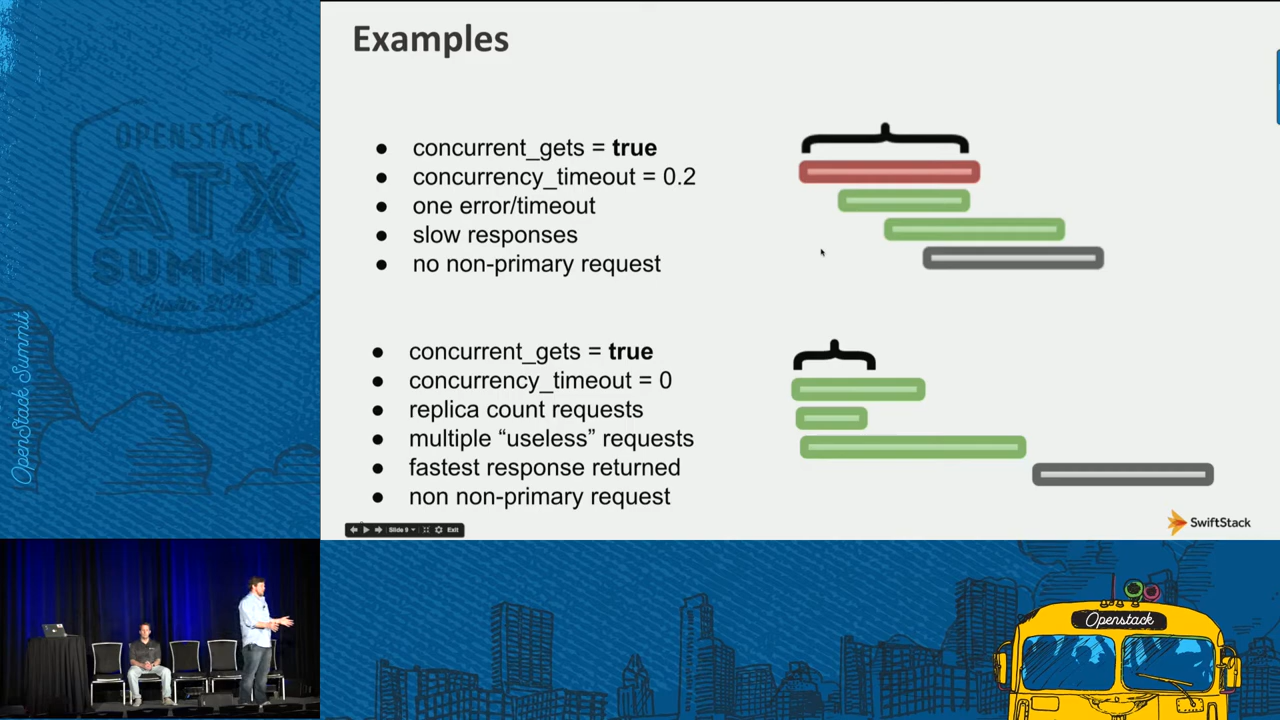 Examples
● concurrent_gets = true
● concurrency_timeout = 0.2
● one error/timeout
● slow responses
● no non-primary request
● concurrent_gets = true
● concurrency_timeout = 0
● replica count requests
● multiple “useless” requests
● fastest response returned
● non non-primary request
Slide 9
Exit
SwiftStack
OPENSTACK
ATX
SUMMIT
OpenStack Summit
Openstack